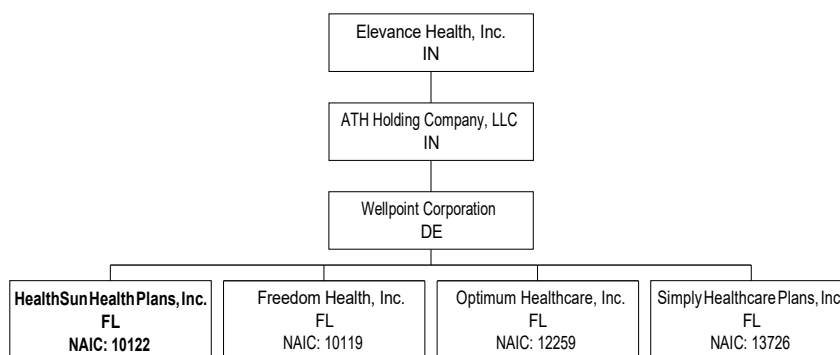 Elevance Health, Inc.
IN
ATH Holding Company, LLC
IN
Wellpoint Corporation
DE
HealthSun Health Plans, Inc.
FL
NAIC: 10122
Freedom Health, Inc.
FL
NAIC: 10119
Optimum Healthcare, Inc.
FL
NAIC: 12259
Simply Healthcare Plans, Inc
FL
NAIC: 13726